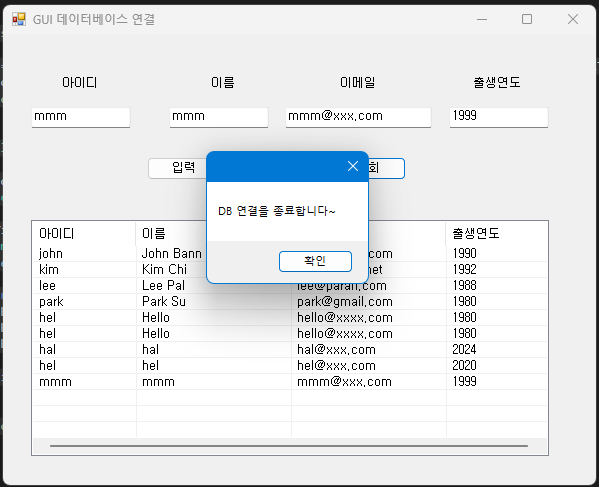 GUI 데이터베이스 연결
아이디 이름 이메일 출생연도
mmm mmm mmm@xxx.com 1999
입력 회
DB 연결을 종료합니다~
확인
아이디 이름 출생연도
john John Bann .com 1990
kim Kim Chi net 1992
lee Lee Pal lee@paran.com 1988
park Park Su park@gmail.com 1980
hel Hello hello@xxxx.com 1980
hel Hello hello@xxxx.com 1980
hal hal hal@xxx.com 2024
hel hel hel@xxx.com 2020
mmm mmm mmm@xxx.com 1999